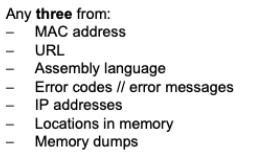 Any three from:
– MAC address
– URL
– Assembly language
– Error codes // error messages
– IP addresses
– Locations in memory
– Memory dumps